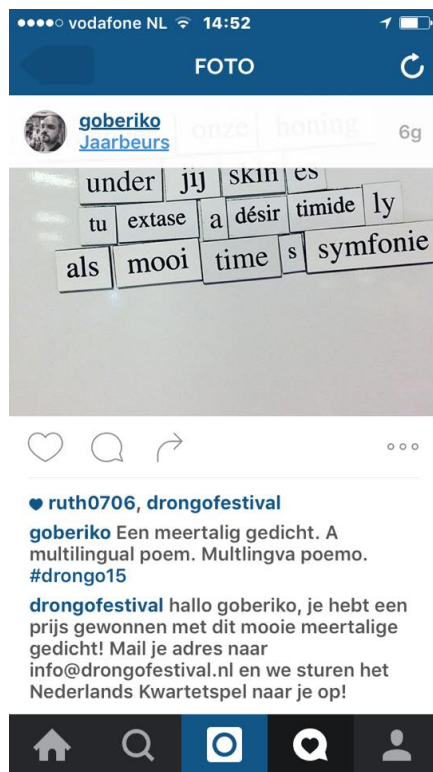 vodafone NL 14:52
FOTO
goberiko
Jaarbeurs
6g
onze honing
under jij skin es
tu extase a désir timide ly
als mooi time s symfonie
ruth0706, drongofestival
goberiko Een meertalig gedicht. A
multilingual poem. Multlingva poemo.
#drongo15
drongofestival hallo goberiko, je hebt een
prijs gewonnen met dit mooie meertalige
gedicht! Mail je adres naar
info@drongofestival.nl en we sturen het
Nederlands Kwartetspel naar je op!